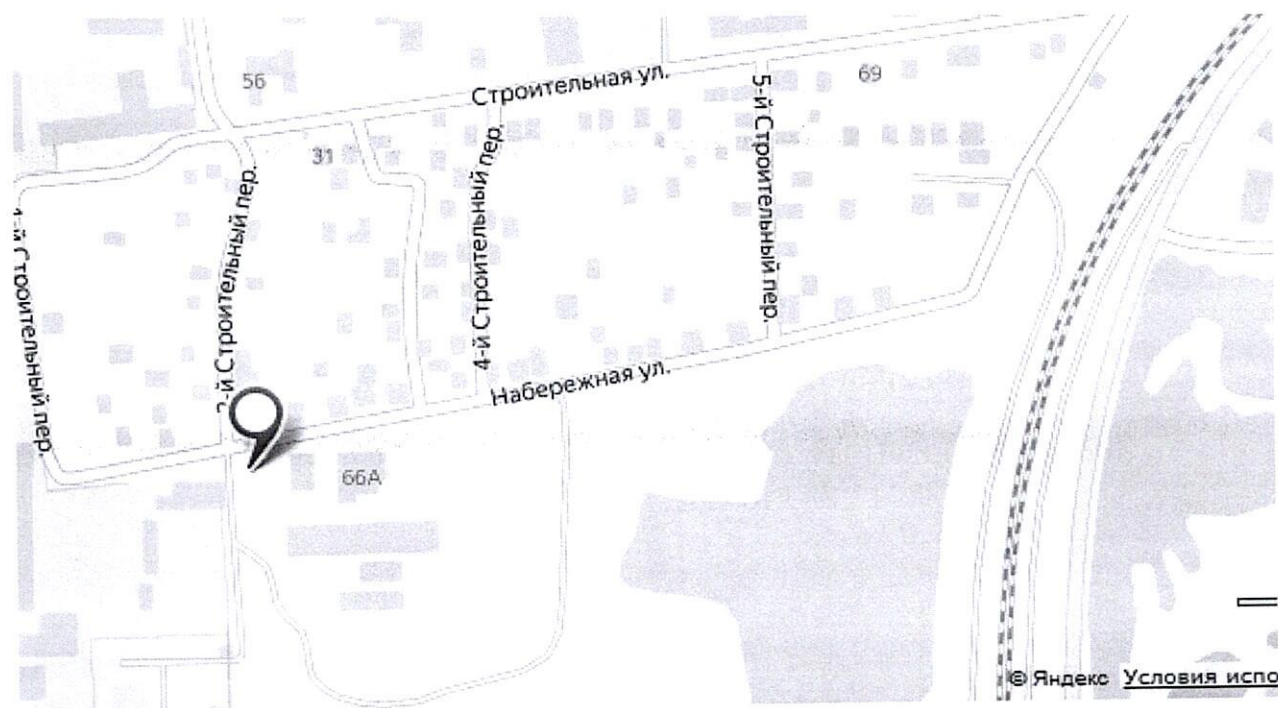 56
Строительная ул.
69
31
5-й Строительный пер.
4-й Строительный пер.
-й Строительный пер.
-й Строительный пер.
Набережная ул.
66А
© Яндекс Условия испо